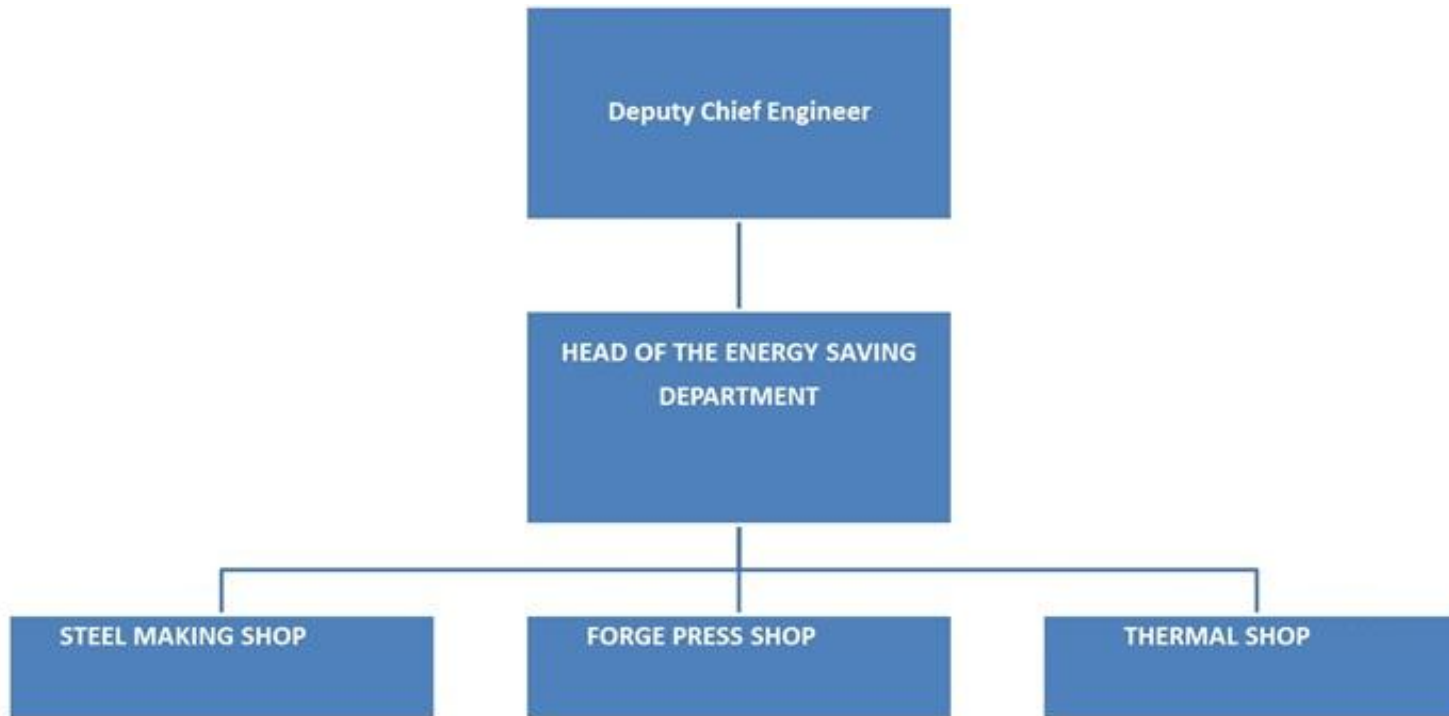 Deputy Chief Engineer
HEAD OF THE ENERGY SAVING
DEPARTMENT
STEEL MAKING SHOP
FORGE PRESS SHOP
THERMAL SHOP